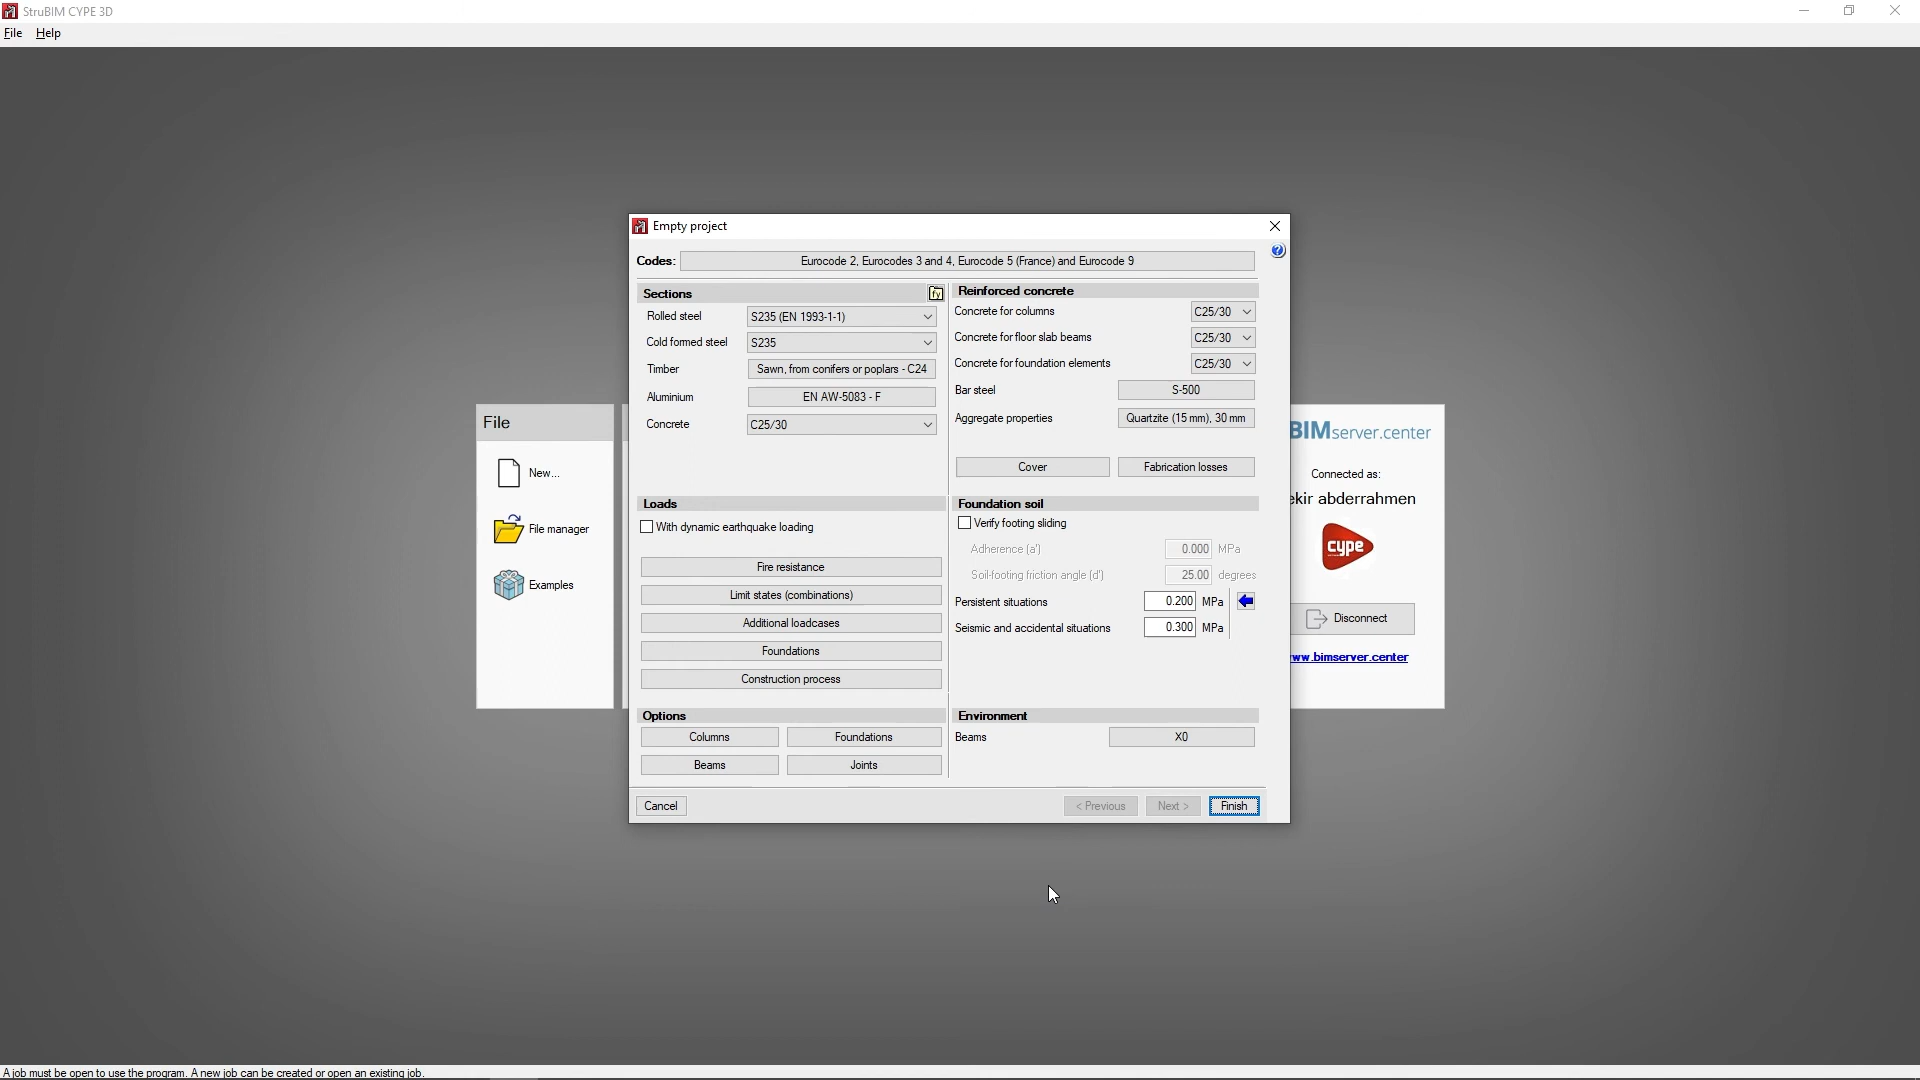 StruBIM CYPE 3D
File Help
Empty project
Codes: Eurocode 2, Eurocodes 3 and 4, Eurocode 5 (France) and Eurocode 9
Sections
Rolled steel S235 (EN 1993-1-1)
Cold formed steel S235
Timber Sawn, from conifers or poplars - C24
Aluminium EN AW-5083 - F
Concrete C25/30
Reinforced concrete
Concrete for columns C25/30
Concrete for floor slab beams C25/30
Concrete for foundation elements C25/30
Bar steel S-500
Aggregate properties Quartzite (15 mm), 30 mm
Cover Fabrication losses
Loads
With dynamic earthquake loading
Fire resistance
Limit states (combinations)
Additional loadcases
Foundations
Construction process
Foundation soil
Verify footing sliding
Adherence (a') 0.000 MPa
Soil-footing friction angle (d') 25.00 degrees
Persistent situations 0.200 MPa
Seismic and accidental situations 0.300 MPa
Options
Columns Foundations
Beams Joints
Environment
Beams X0
Cancel < Previous Next > Finish
File
New...
File manager
Examples
BIMserver.center
Connected as:
ekir abderrahmen
cype
Disconnect
ww.bimserver.center
A job must be open to use the program. A new job can be created or open an existing job.